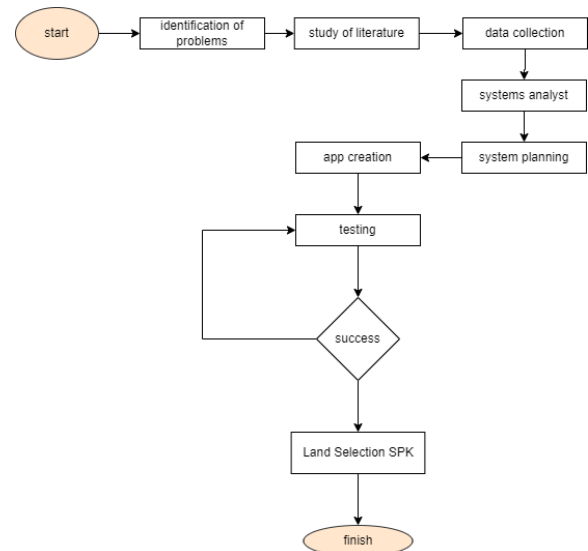 start
identification of
problems
study of literature
data collection
systems analyst
system planning
app creation
testing
success
Land Selection SPK
finish